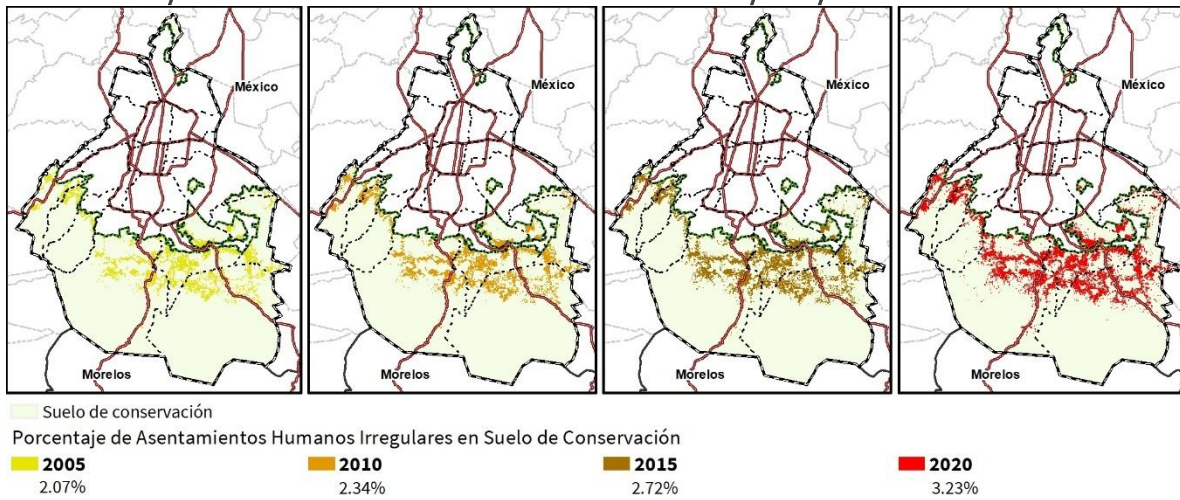 México
México
México
México
Morelos
Morelos
Morelos
Morelos
Suelo de conservación
Porcentaje de Asentamientos Humanos Irregulares en Suelo de Conservación
2005
2010
2015
2020
2.07%
2.34%
2.72%
3.23%